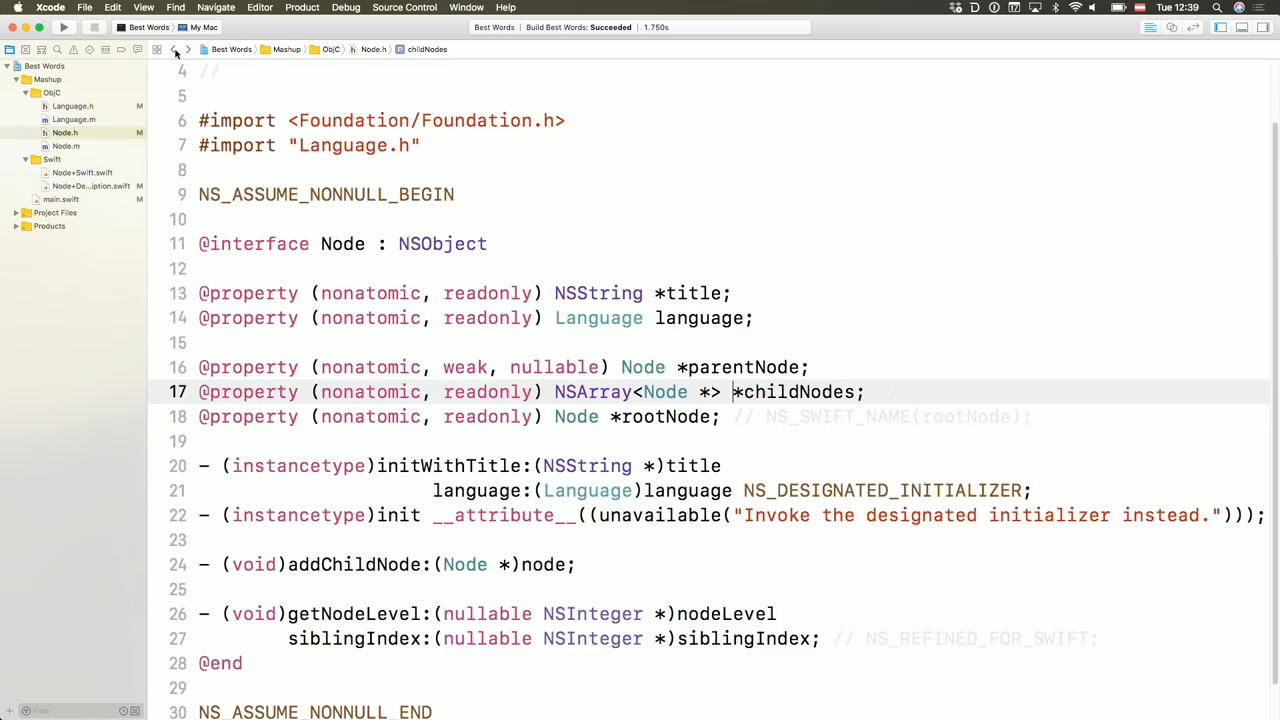 Xcode File Edit View Find Navigate Editor Product Debug Source Control Window Help Tue 12:39
Best Words My Mac Best Words | Build Best Words: Succeeded | 1.750s
Best Words Mashup ObjC Node.h childNodes
Best Words
Mashup
ObjC
Language.h M
Language.m
Node.h M
Node.m
Swift
Node+Swift.swift
Node+De...iption.swift M
main.swift M
Project Files
Products
Filter
4 //
5
6 #import <Foundation/Foundation.h>
7 #import "Language.h"
8
9 NS_ASSUME_NONNULL_BEGIN
10
11 @interface Node : NSObject
12
13 @property (nonatomic, readonly) NSString *title;
14 @property (nonatomic, readonly) Language language;
15
16 @property (nonatomic, weak, nullable) Node *parentNode;
17 @property (nonatomic, readonly) NSArray<Node *> *childNodes; //
18 @property (nonatomic, readonly) Node *rootNode; // NS_SWIFT_NAME(rootNode);
19
20 - (instancetype)initWithTitle:(NSString *)title
21 language:(Language)language NS_DESIGNATED_INITIALIZER;
22 - (instancetype)init __attribute__((unavailable("Invoke the designated initializer instead.")));
23
24 - (void)addChildNode:(Node *)node;
25
26 - (void)getNodeLevel:(nullable NSInteger *)nodeLevel
27 siblingIndex:(nullable NSInteger *)siblingIndex; // NS_REFINED_FOR_SWIFT;
28 @end
29
30 NS_ASSUME_NONNULL_END